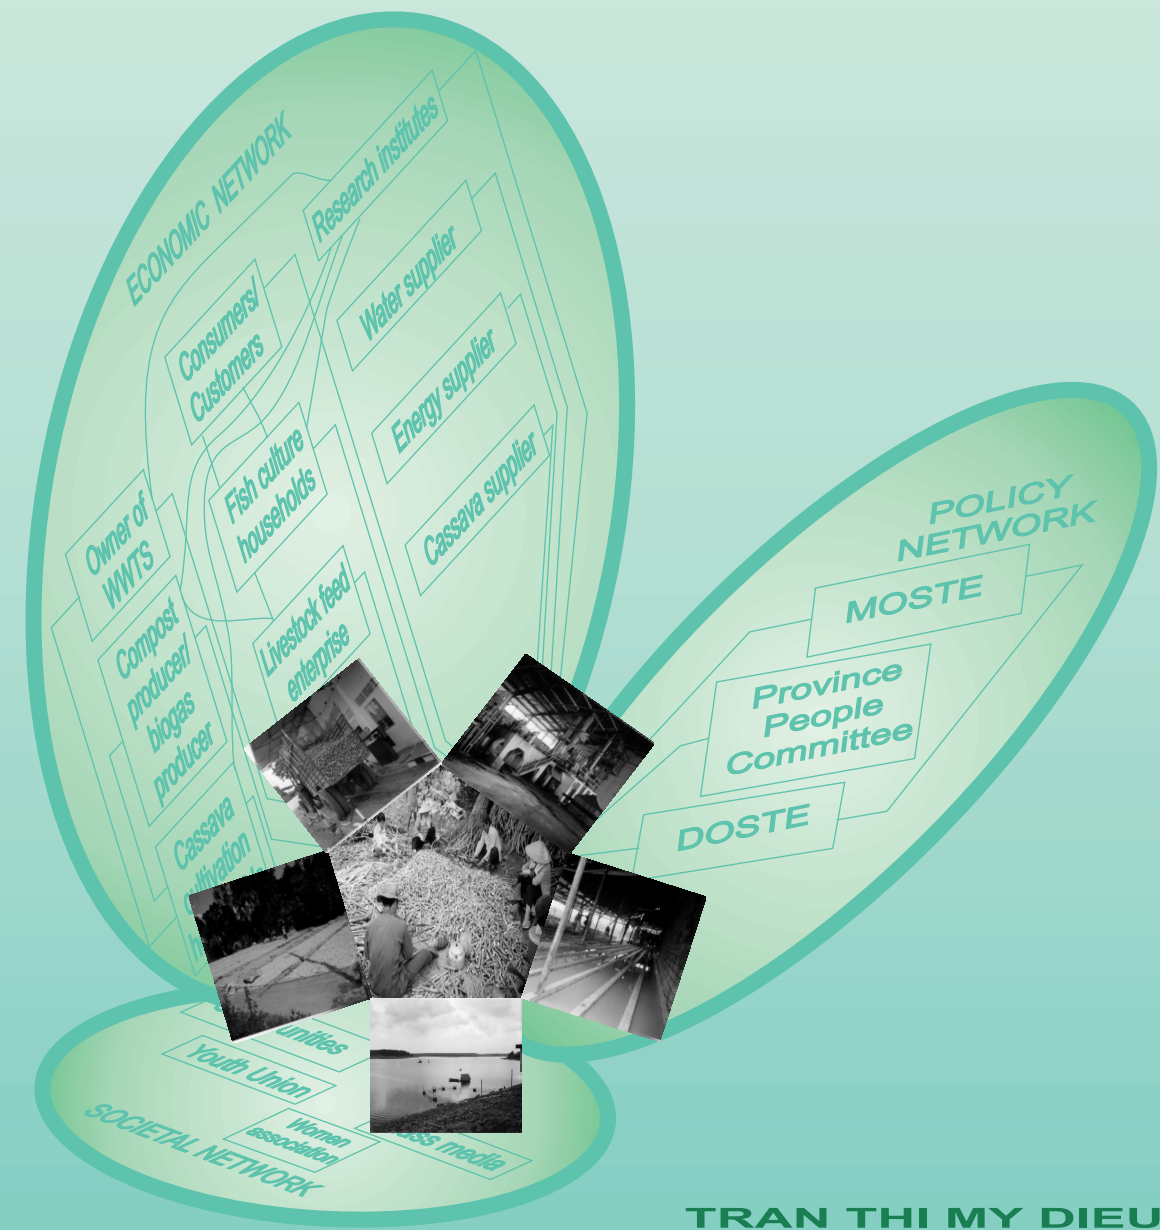 ECONOMIC NETWORK
Research institutes
Water supplier
Consumers/
Customers
Energy supplier
Fish culture
households
Cassava supplier
Owner of
WWTS
Livestock feed
enterprise
Compost
producer/
biogas
producer
Cassava
POLICY
NETWORK
MOSTE
Province
People
Committee
DOSTE
Youth Union
Women
association
media
SOCIETAL NETWORK
TRAN THI MY DIEU